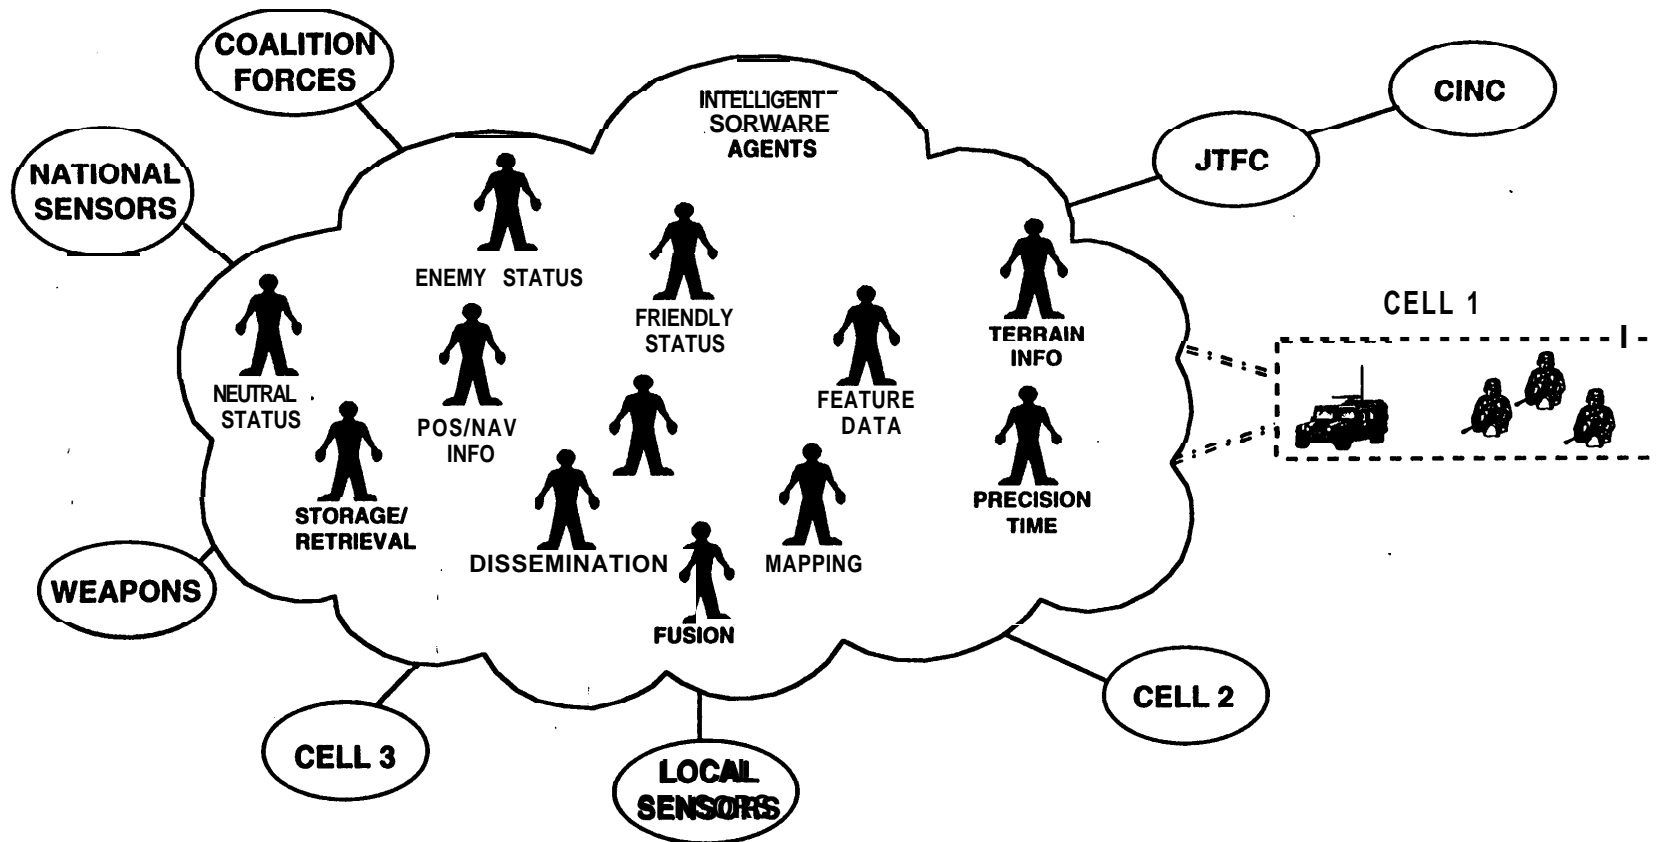 COALITION
FORCES
INTELLIGENT
SORWARE
AGENTS
CINC
JTFC
NATIONAL
SENSORS
ENEMY STATUS
FRIENDLY
STATUS
TERRAIN
INFO
CELL 1
NEUTRAL
STATUS
POS/NAV
INFO
FEATURE
DATA
STORAGE/
RETRIEVAL
PRECISION
TIME
DISSEMINATION
MAPPING
WEAPONS
FUSION
CELL 2
CELL 3
LOCAL
SENSORS